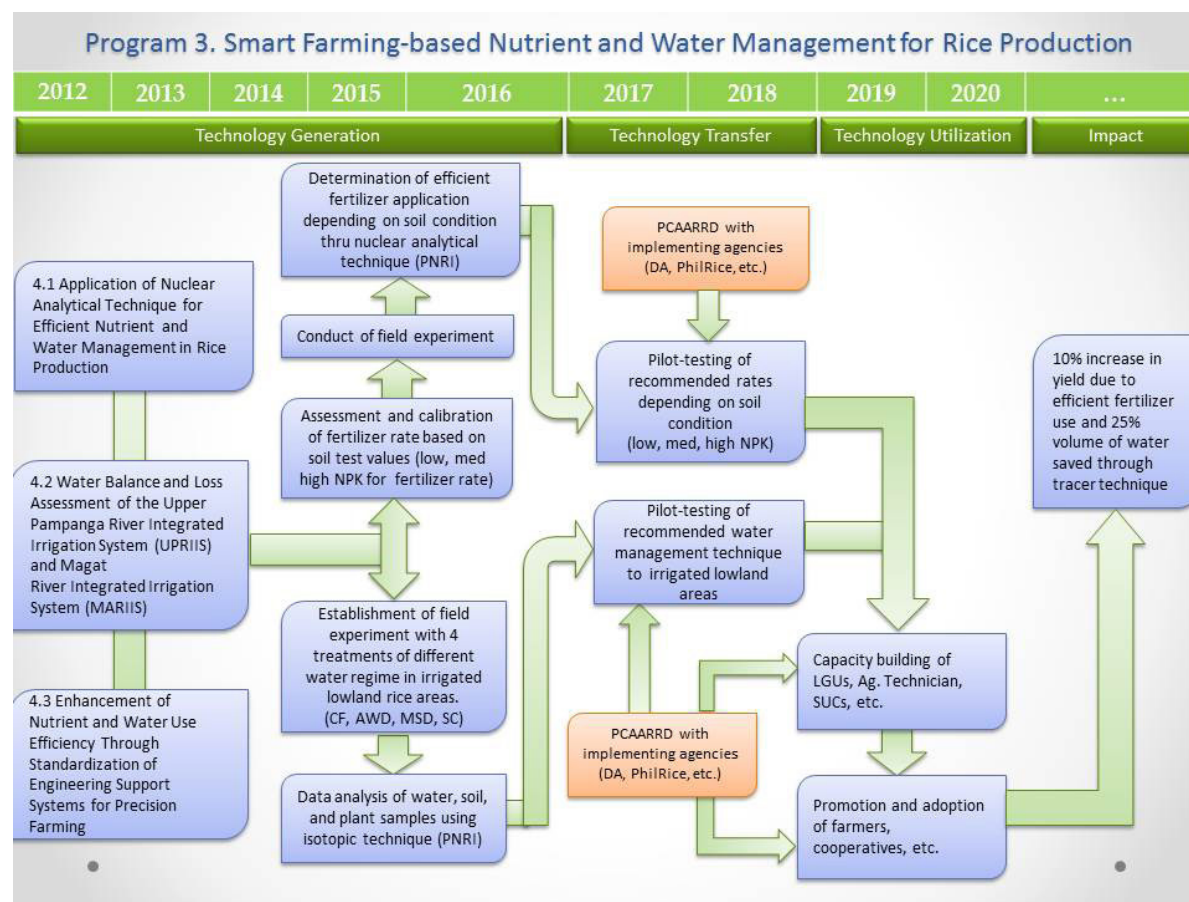 Program 3. Smart Farming-based Nutrient and Water Management for Rice Production
2012 2013 2014 2015 2016 2017 2018 2019 2020 ...
Technology Generation Technology Transfer Technology Utilization Impact
4.1 Application of Nuclear
Analytical Technique for
Efficient Nutrient and
Water Management in Rice
Production
4.2 Water Balance and Loss
Assessment of the Upper
Pampanga River Integrated
Irrigation System (UPRIIS)
and Magat
River Integrated Irrigation
System (MARIIS)
4.3 Enhancement of
Nutrient and Water Use
Efficiency Through
Standardization of
Engineering Support
Systems for Precision
Farming
Determination of efficient
fertilizer application
depending on soil condition
thru nuclear analytical
technique (PNRI)
Conduct of field experiment
Assessment and calibration
of fertilizer rate based on
soil test values (low, med
high NPK for fertilizer rate)
Establishment of field
experiment with 4
treatments of different
water regime in irrigated
lowland rice areas.
(CF, AWD, MSD, SC)
Data analysis of water, soil,
and plant samples using
isotopic technique (PNRI)
PCAARRD with
implementing agencies
(DA, PhilRice, etc.)
Pilot-testing of
recommended rates
depending on soil
condition
(low, med, high NPK)
Pilot-testing of
recommended water
management technique
to irrigated lowland
areas
PCAARRD with
implementing agencies
(DA, PhilRice, etc.)
Capacity building of
LGUs, Ag. Technician,
SUCs, etc.
Promotion and adoption
of farmers,
cooperatives, etc.
10% increase in
yield due to
efficient fertilizer
use and 25%
volume of water
saved through
tracer technique